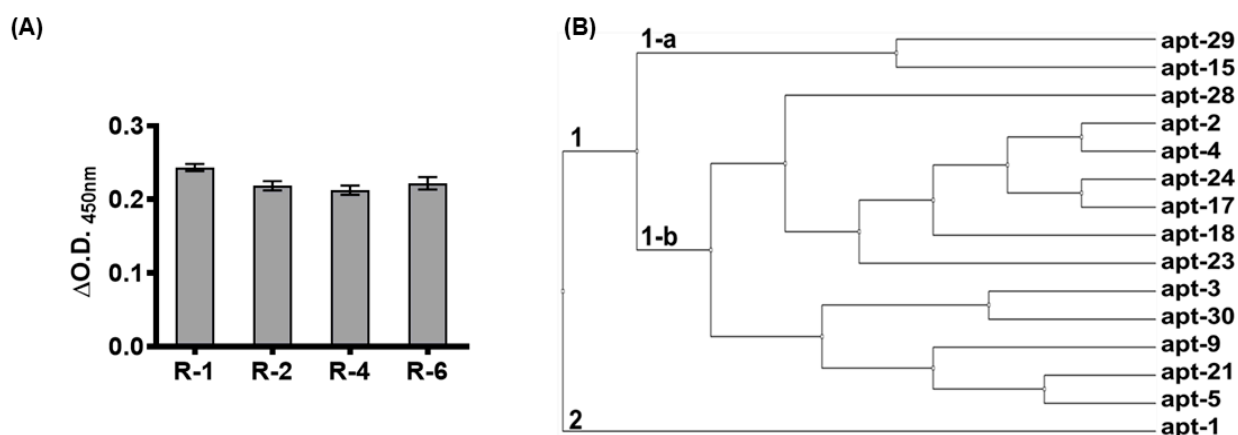 (A)
ΔO.D. 450nm
0.3
0.2
0.1
0.0
R-1 R-2 R-4 R-6
(B)
1
1-a
1-b
2
apt-29
apt-15
apt-28
apt-2
apt-4
apt-24
apt-17
apt-18
apt-23
apt-3
apt-30
apt-9
apt-21
apt-5
apt-1